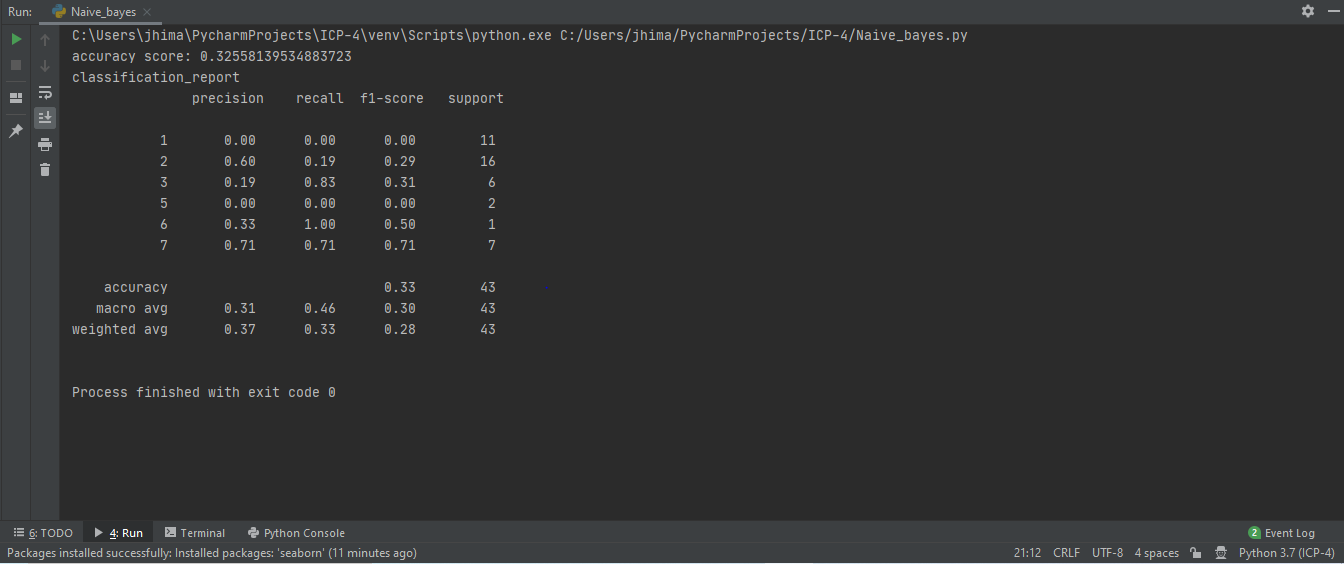 Run: Naive_bayes
C:\Users\jhima\PycharmProjects\ICP-4\venv\Scripts\python.exe C:/Users/jhima/PycharmProjects/ICP-4/Naive_bayes.py
accuracy score: 0.32558139534883723
classification_report
              precision    recall  f1-score   support
           1       0.00      0.00      0.00        11
           2       0.60      0.19      0.29        16
           3       0.19      0.83      0.31         6
           5       0.00      0.00      0.00         2
           6       0.33      1.00      0.50         1
           7       0.71      0.71      0.71         7
    accuracy                           0.33        43
   macro avg       0.31      0.46      0.30        43
weighted avg       0.37      0.33      0.28        43
Process finished with exit code 0
6: TODO 4: Run Terminal Python Console 2 Event Log
Packages installed successfully: Installed packages: 'seaborn' (11 minutes ago) 21:12 CRLF UTF-8 4 spaces Python 3.7 (ICP-4)